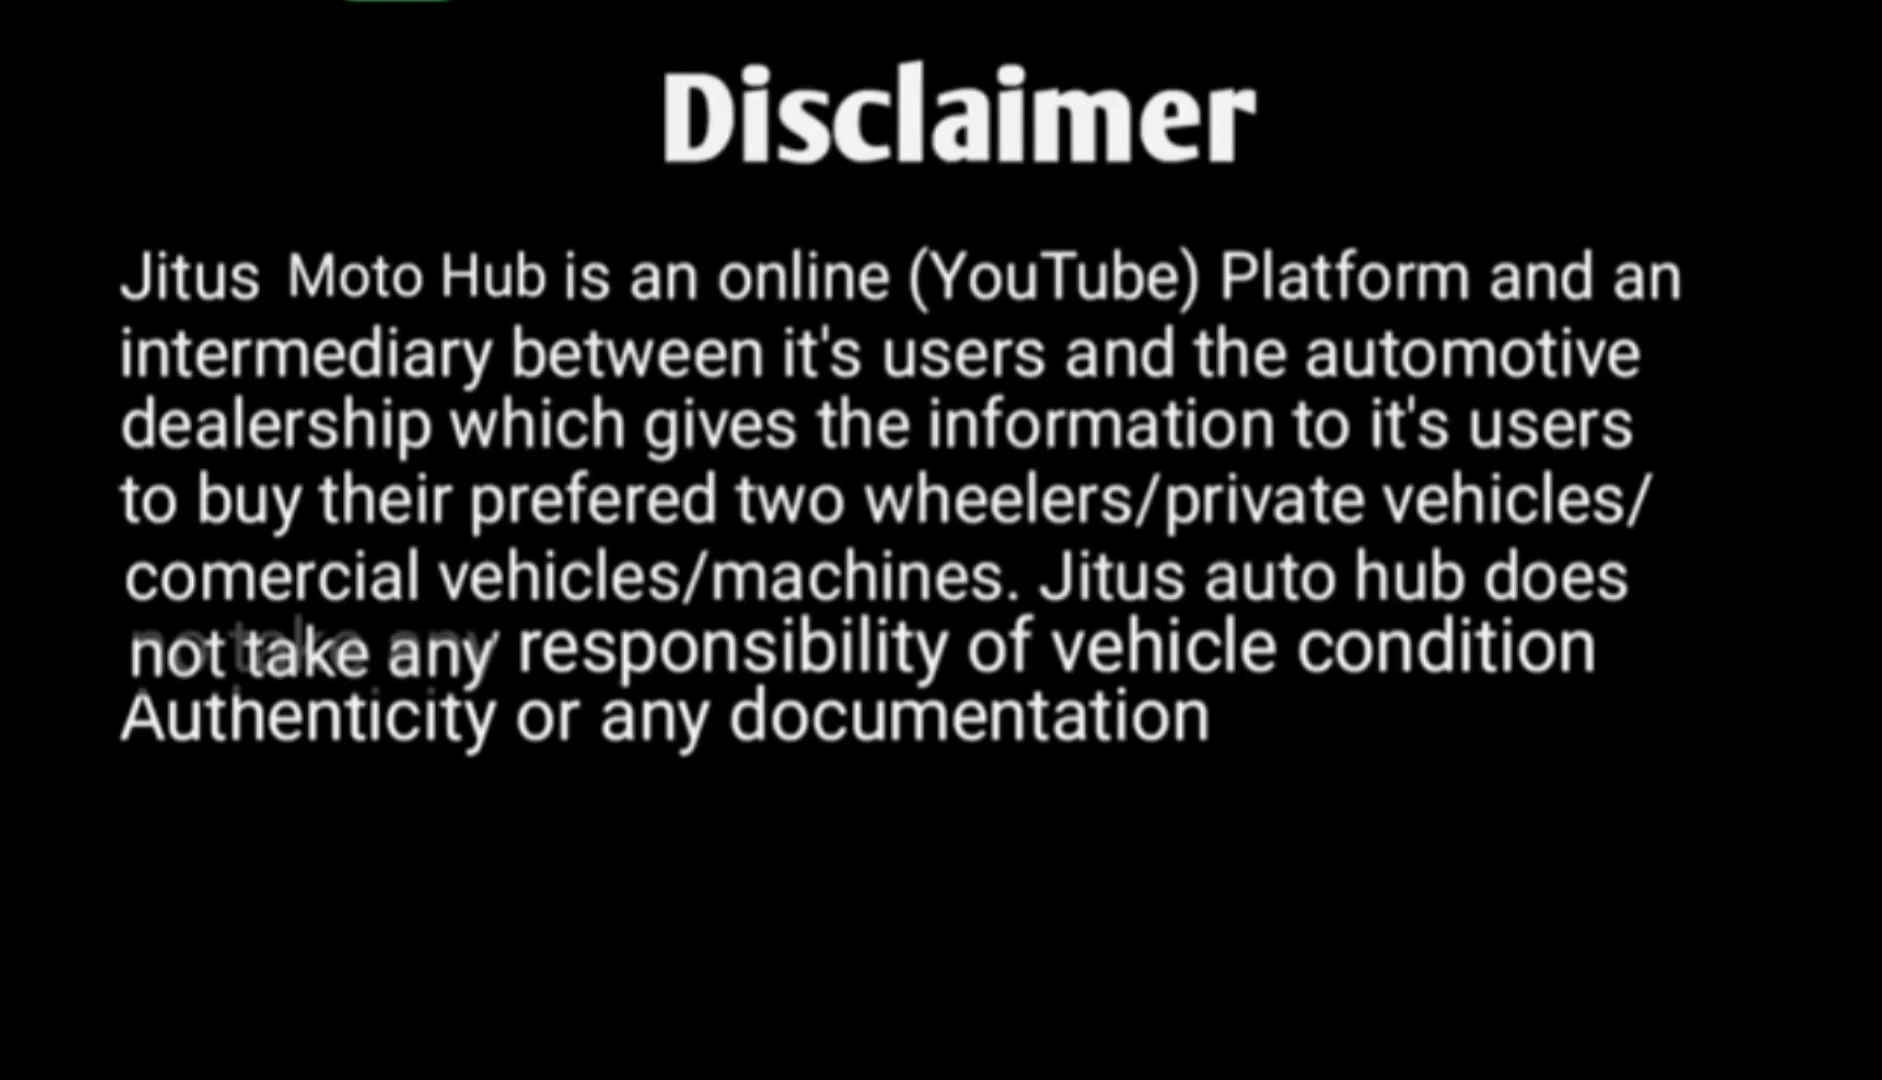 Disclaimer
Jitus Moto Hub is an online (YouTube) Platform and an
intermediary between it's users and the automotive
dealership which gives the information to it's users
to buy their prefered two wheelers/private vehicles/
comercial vehicles/machines. Jitus auto hub does
not take any responsibility of vehicle condition
Authenticity or any documentation